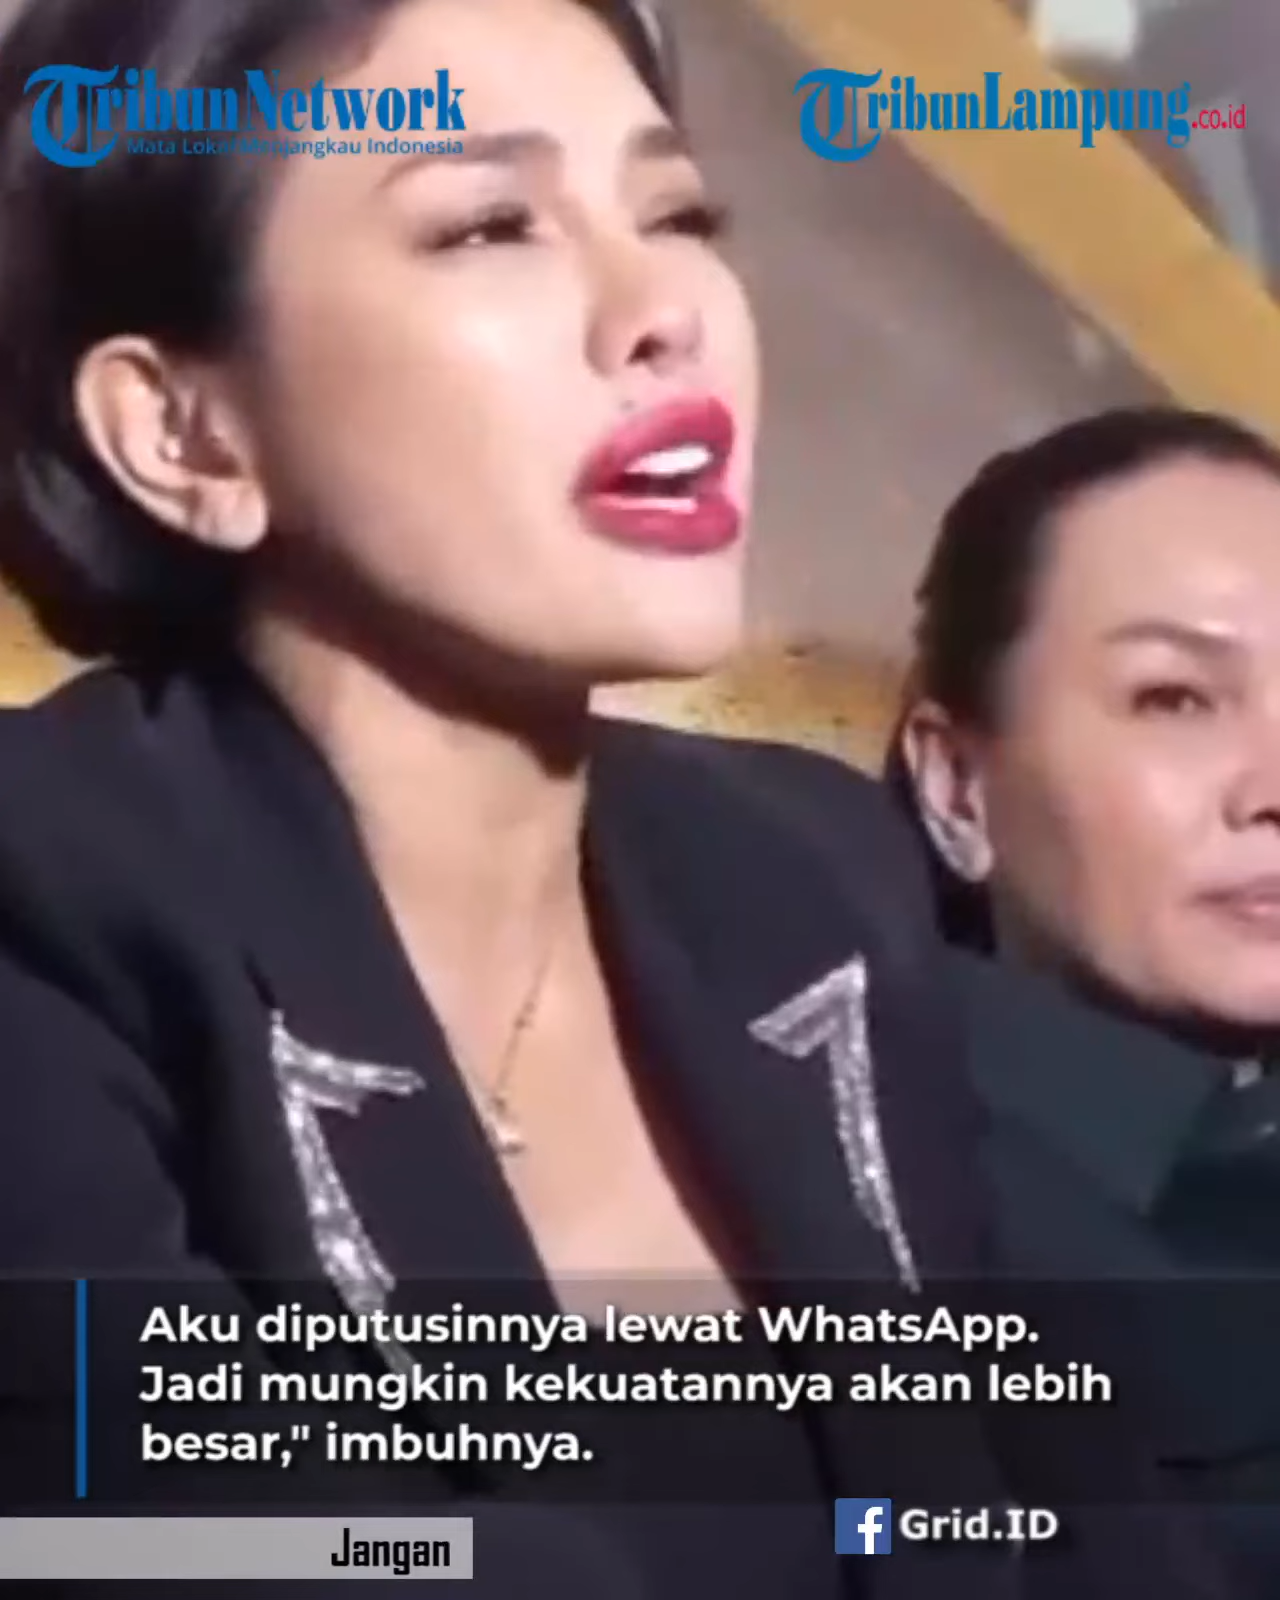 TribunNetwork
Mata Lokal Menjangkau Indonesia
TribunLampung.co.id
Aku diputusinnya lewat WhatsApp.
Jadi mungkin kekuatannya akan lebih
besar," imbuhnya.
Grid.ID
Jangan